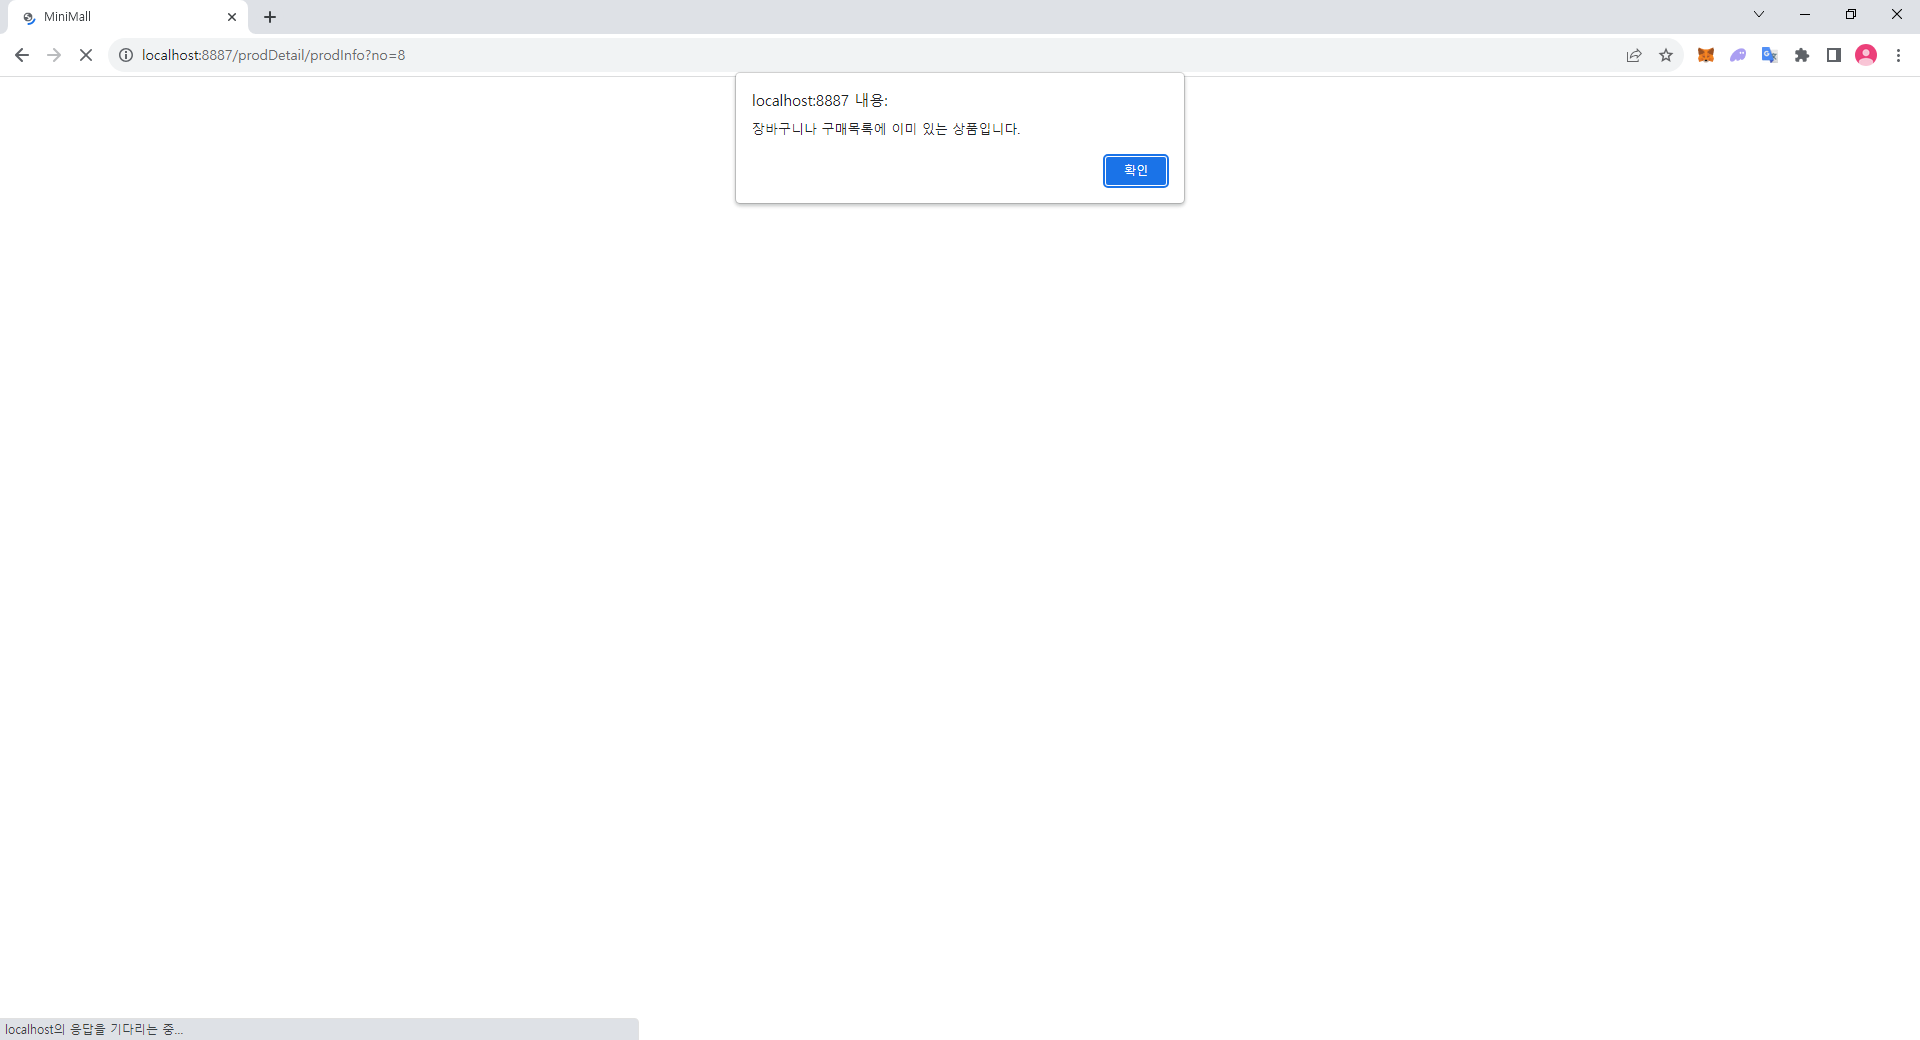 MiniMall
localhost:8887/prodDetail/prodInfo?no=8
localhost:8887 내용:
장바구니나 구매목록에 이미 있는 상품입니다.
확인
localhost의 응답을 기다리는 중...